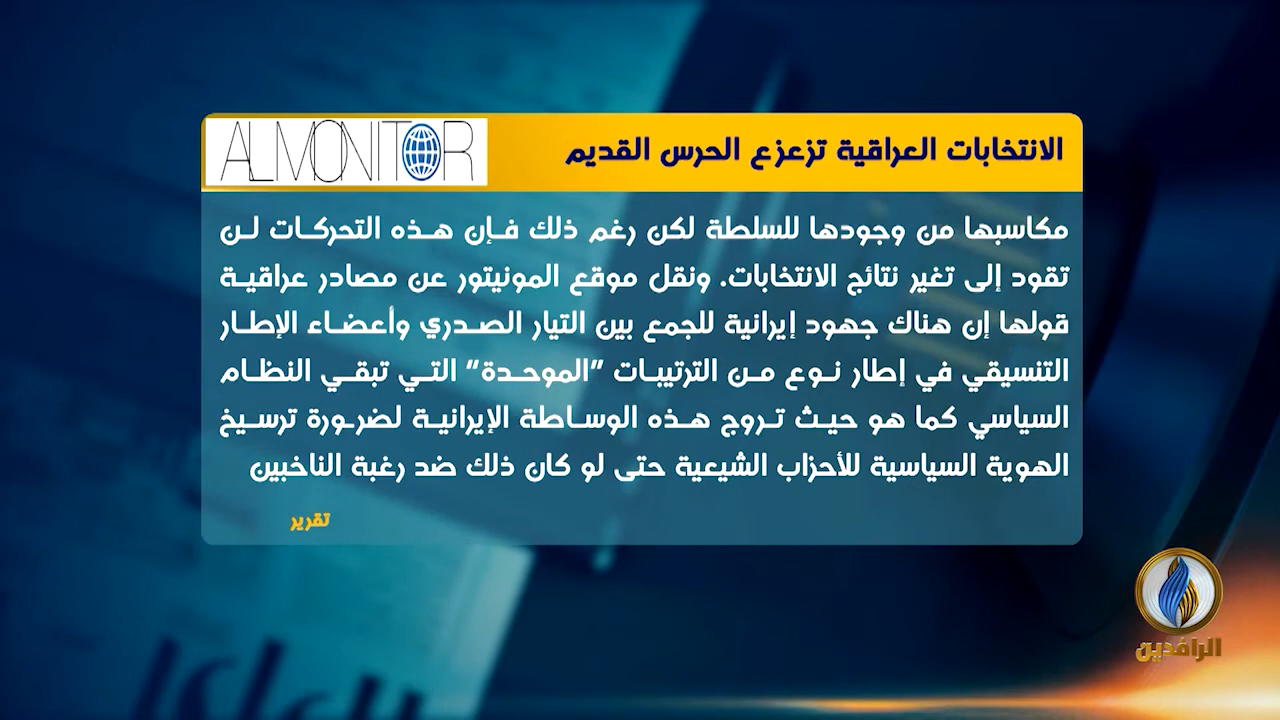 الانتخابات العراقية تزعزع الحرس القديم
ALMONITOR
مكاسبها من وجودها للسلطة لكن رغم ذلك فإن هذه التحركات لن
تقود إلى تغير نتائج الانتخابات. ونقل موقع المونيتور عن مصادر عراقية
قولها إن هناك جهود إيرانية للجمع بين التيار الصدري وأعضاء الإطار
التنسيقي في إطار نوع من الترتيبات "الموحدة" التي تبقي النظام
السياسي كما هو حيث تروج هذه الوساطة الإيرانية لضرورة ترسيخ
الهوية السياسية للأحزاب الشيعية حتى لو كان ذلك ضد رغبة الناخبين
تقرير
الرافدين